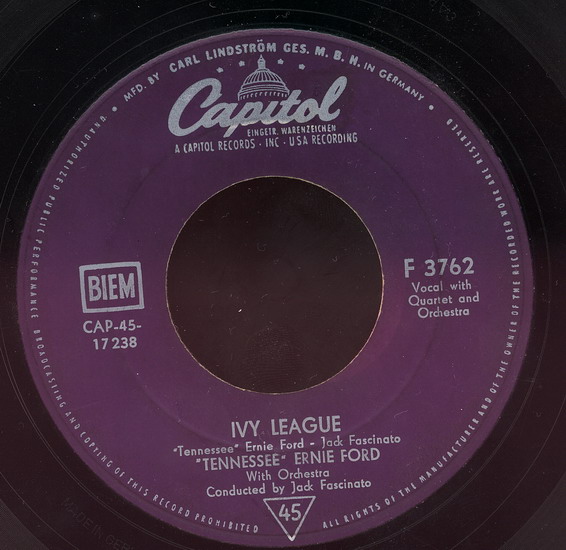 MFD. BY CARL LINDSTRÖM GES. M. B. H. IN GERMANY
Capitol
EINGETR. WARENZEICHEN
A CAPITOL RECORDS · INC · USA RECORDING
UNAUTHORIZED PUBLIC PERFORMANCE BROADCASTING AND COPYING OF THIS RECORD PROHIBITED
ALL RIGHTS OF THE MANUFACTURER AND OF THE OWNER OF THE RECORDED WORK ARE RESERVED
BIEM
CAP-45-
17 238
F 3762
Vocal with
Quartet and
Orchestra
IVY LEAGUE
"Tennessee" Ernie Ford - Jack Fascinato
"TENNESSEE" ERNIE FORD
With Orchestra
Conducted by Jack Fascinato
45